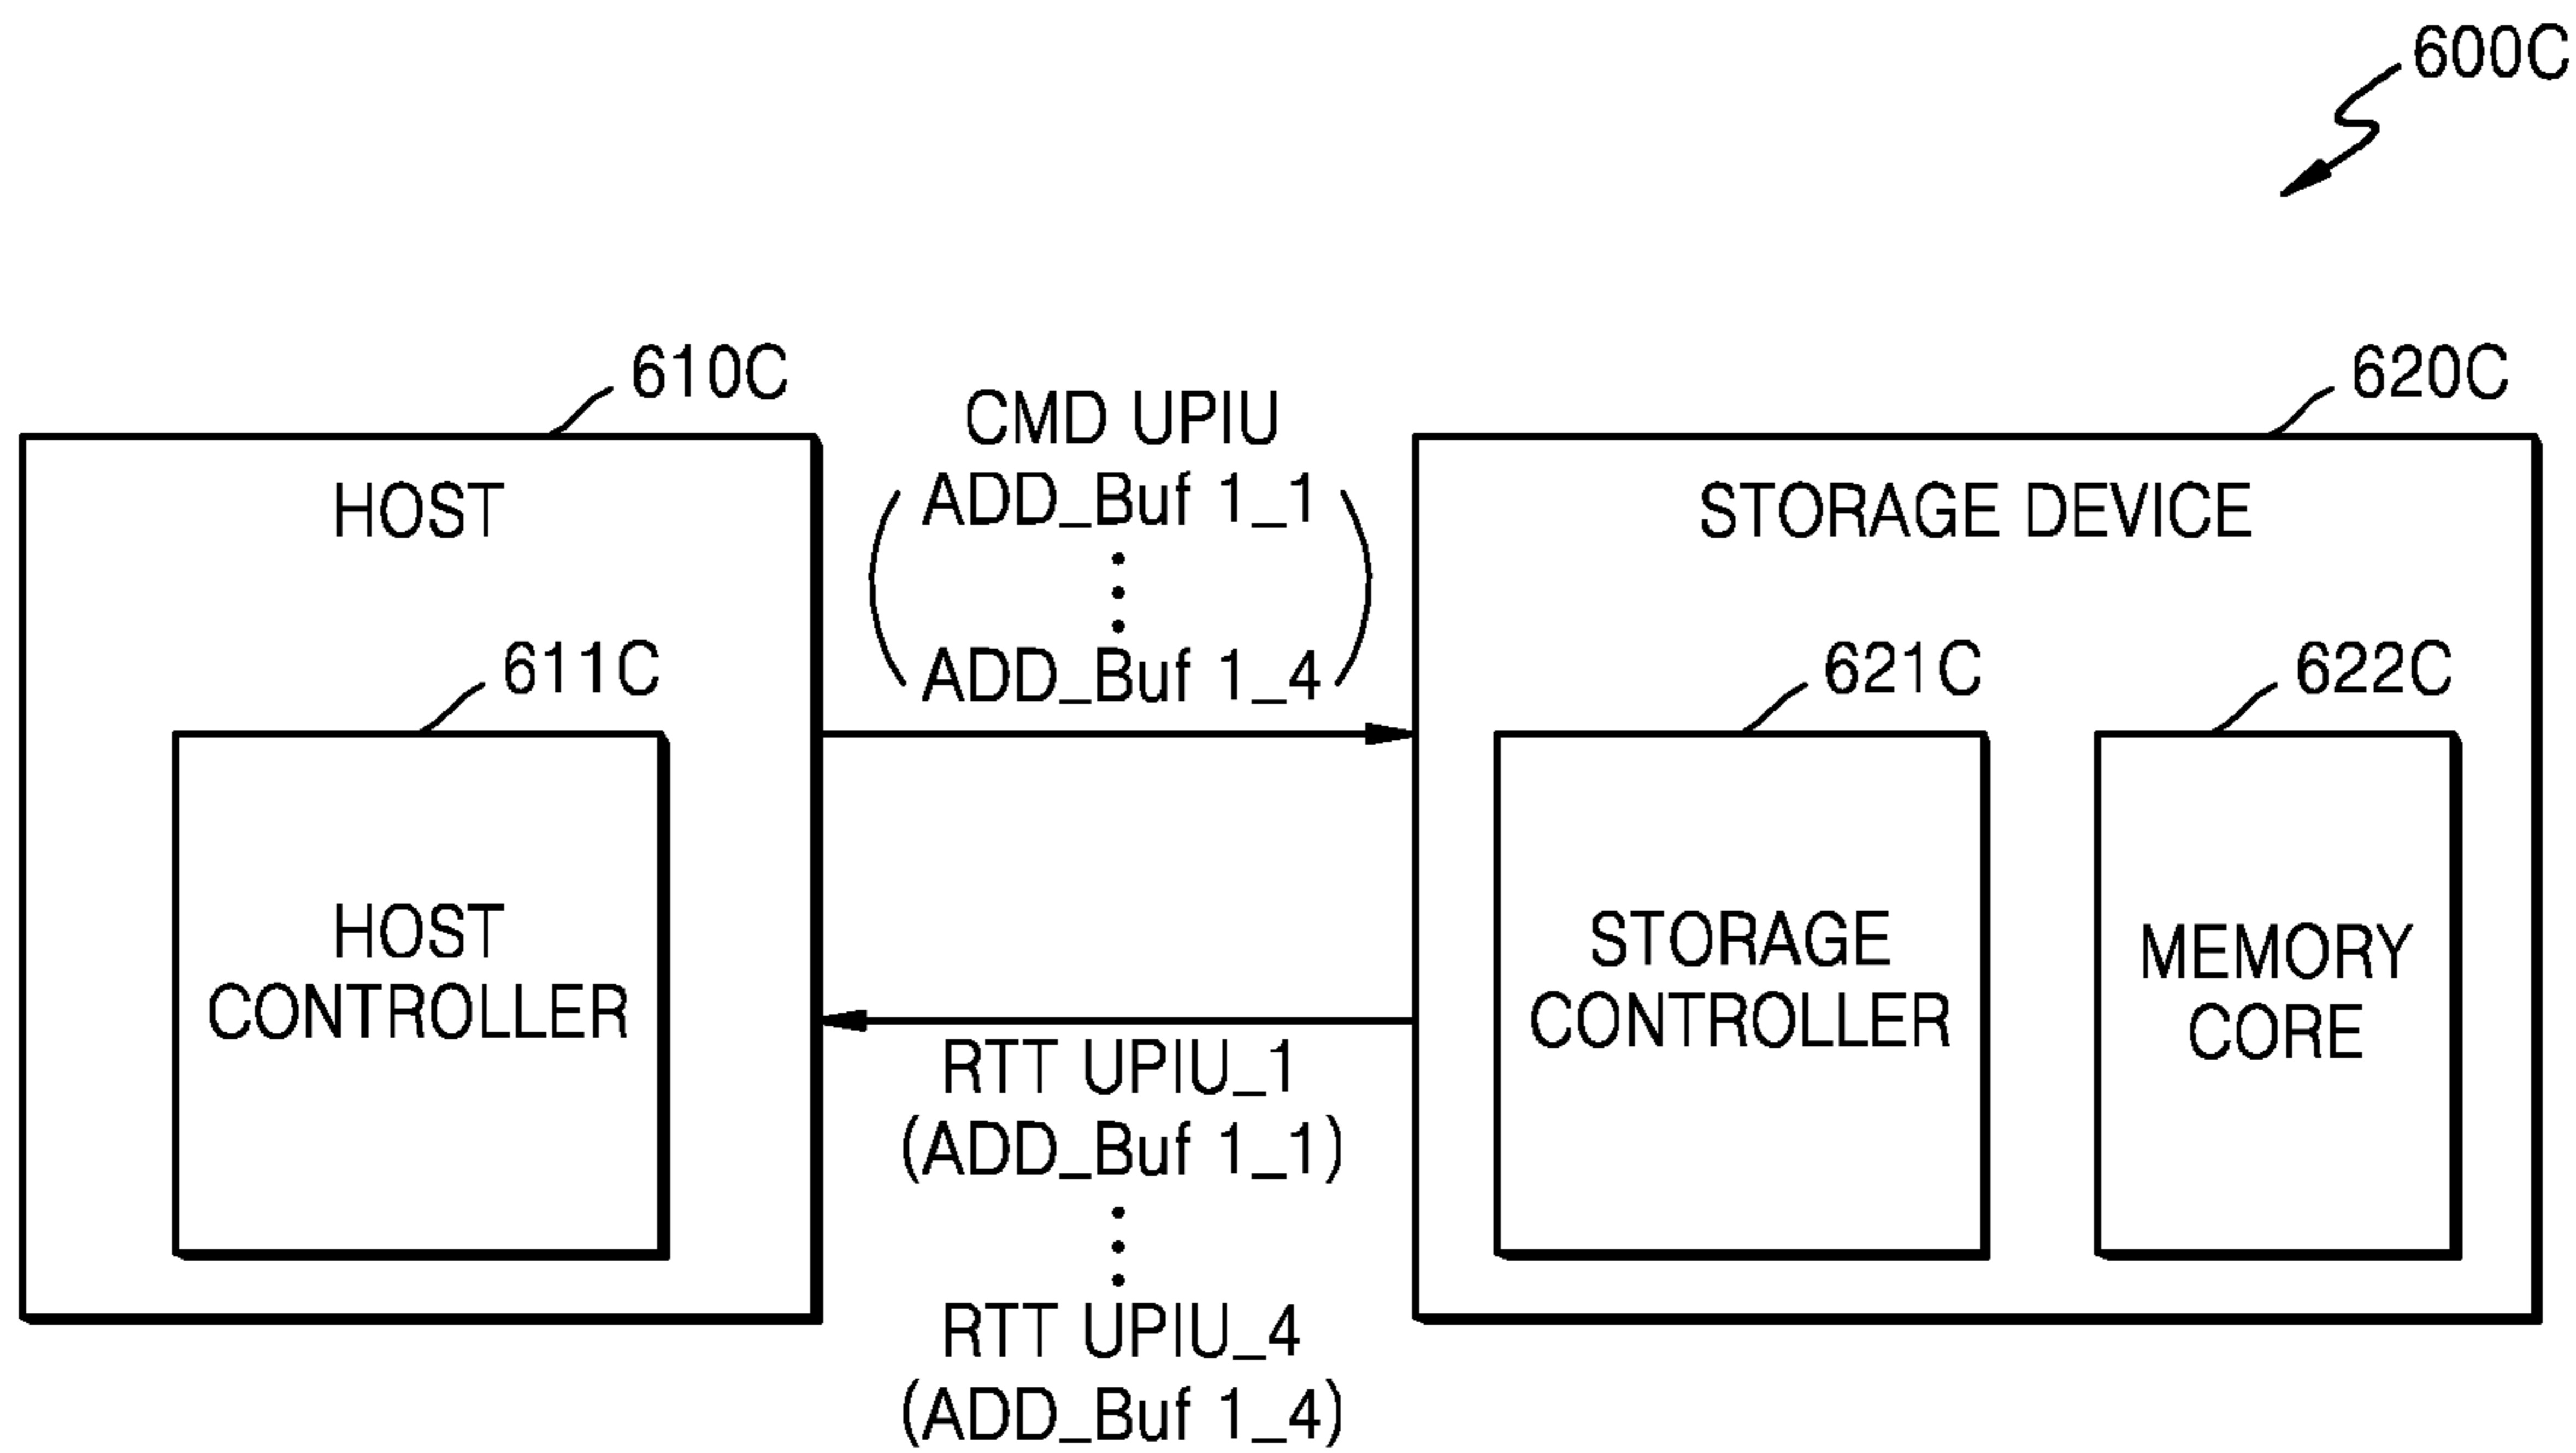 600C
610C
CMD UPIU
620C
HOST
ADD_Buf 1_1
ADD_Buf 1_4
STORAGE DEVICE
611C
621C
622C
HOST
CONTROLLER
STORAGE
CONTROLLER
MEMORY
CORE
RTT UPIU_1
(ADD_Buf 1_1)
RTT UPIU_4
(ADD_Buf 1_4)